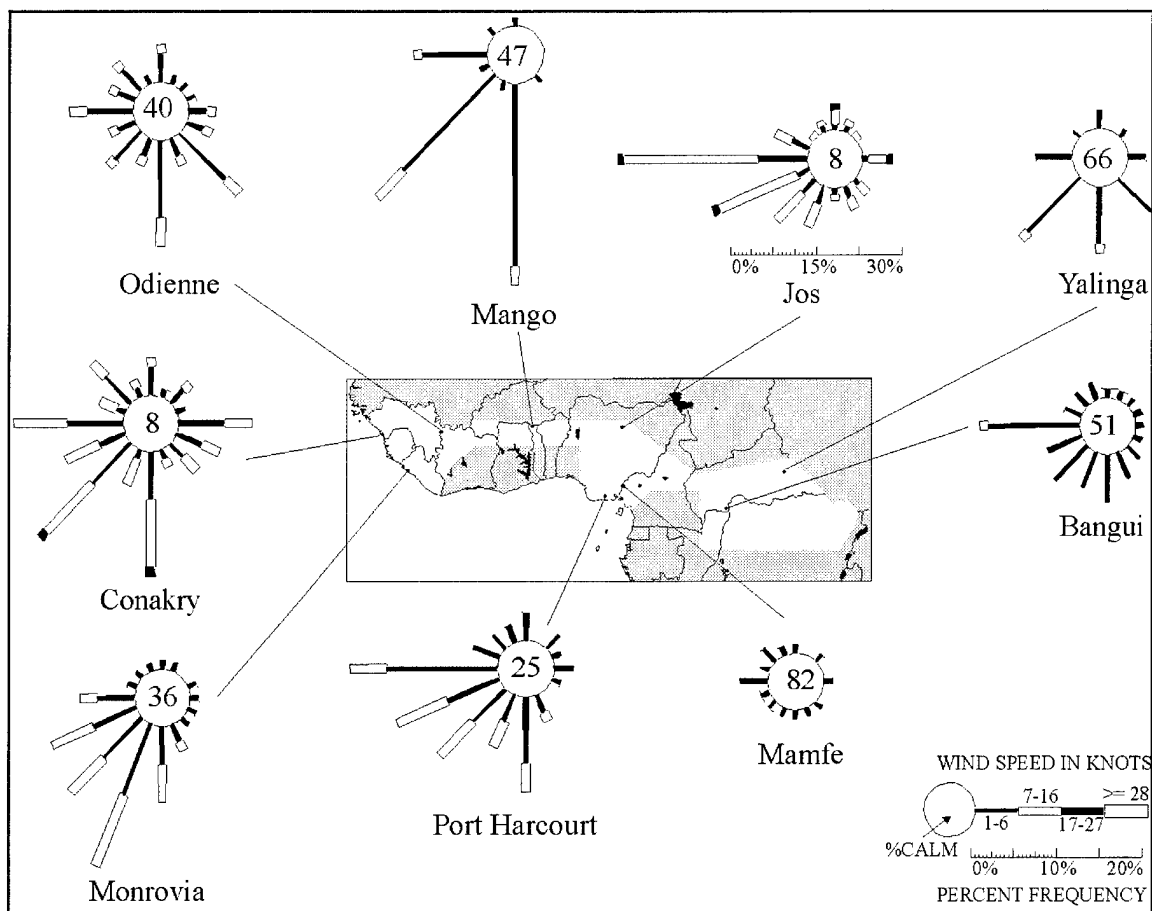 47
40
8
66
0% 15% 30%
Odienne
Mango
Jos
Yalinga
8
51
Bangui
Conakry
25
36
82
Mamfe
Port Harcourt
Monrovia
WIND SPEED IN KNOTS
7-16 >= 28
1-6 17-27
%CALM
0% 10% 20%
PERCENT FREQUENCY